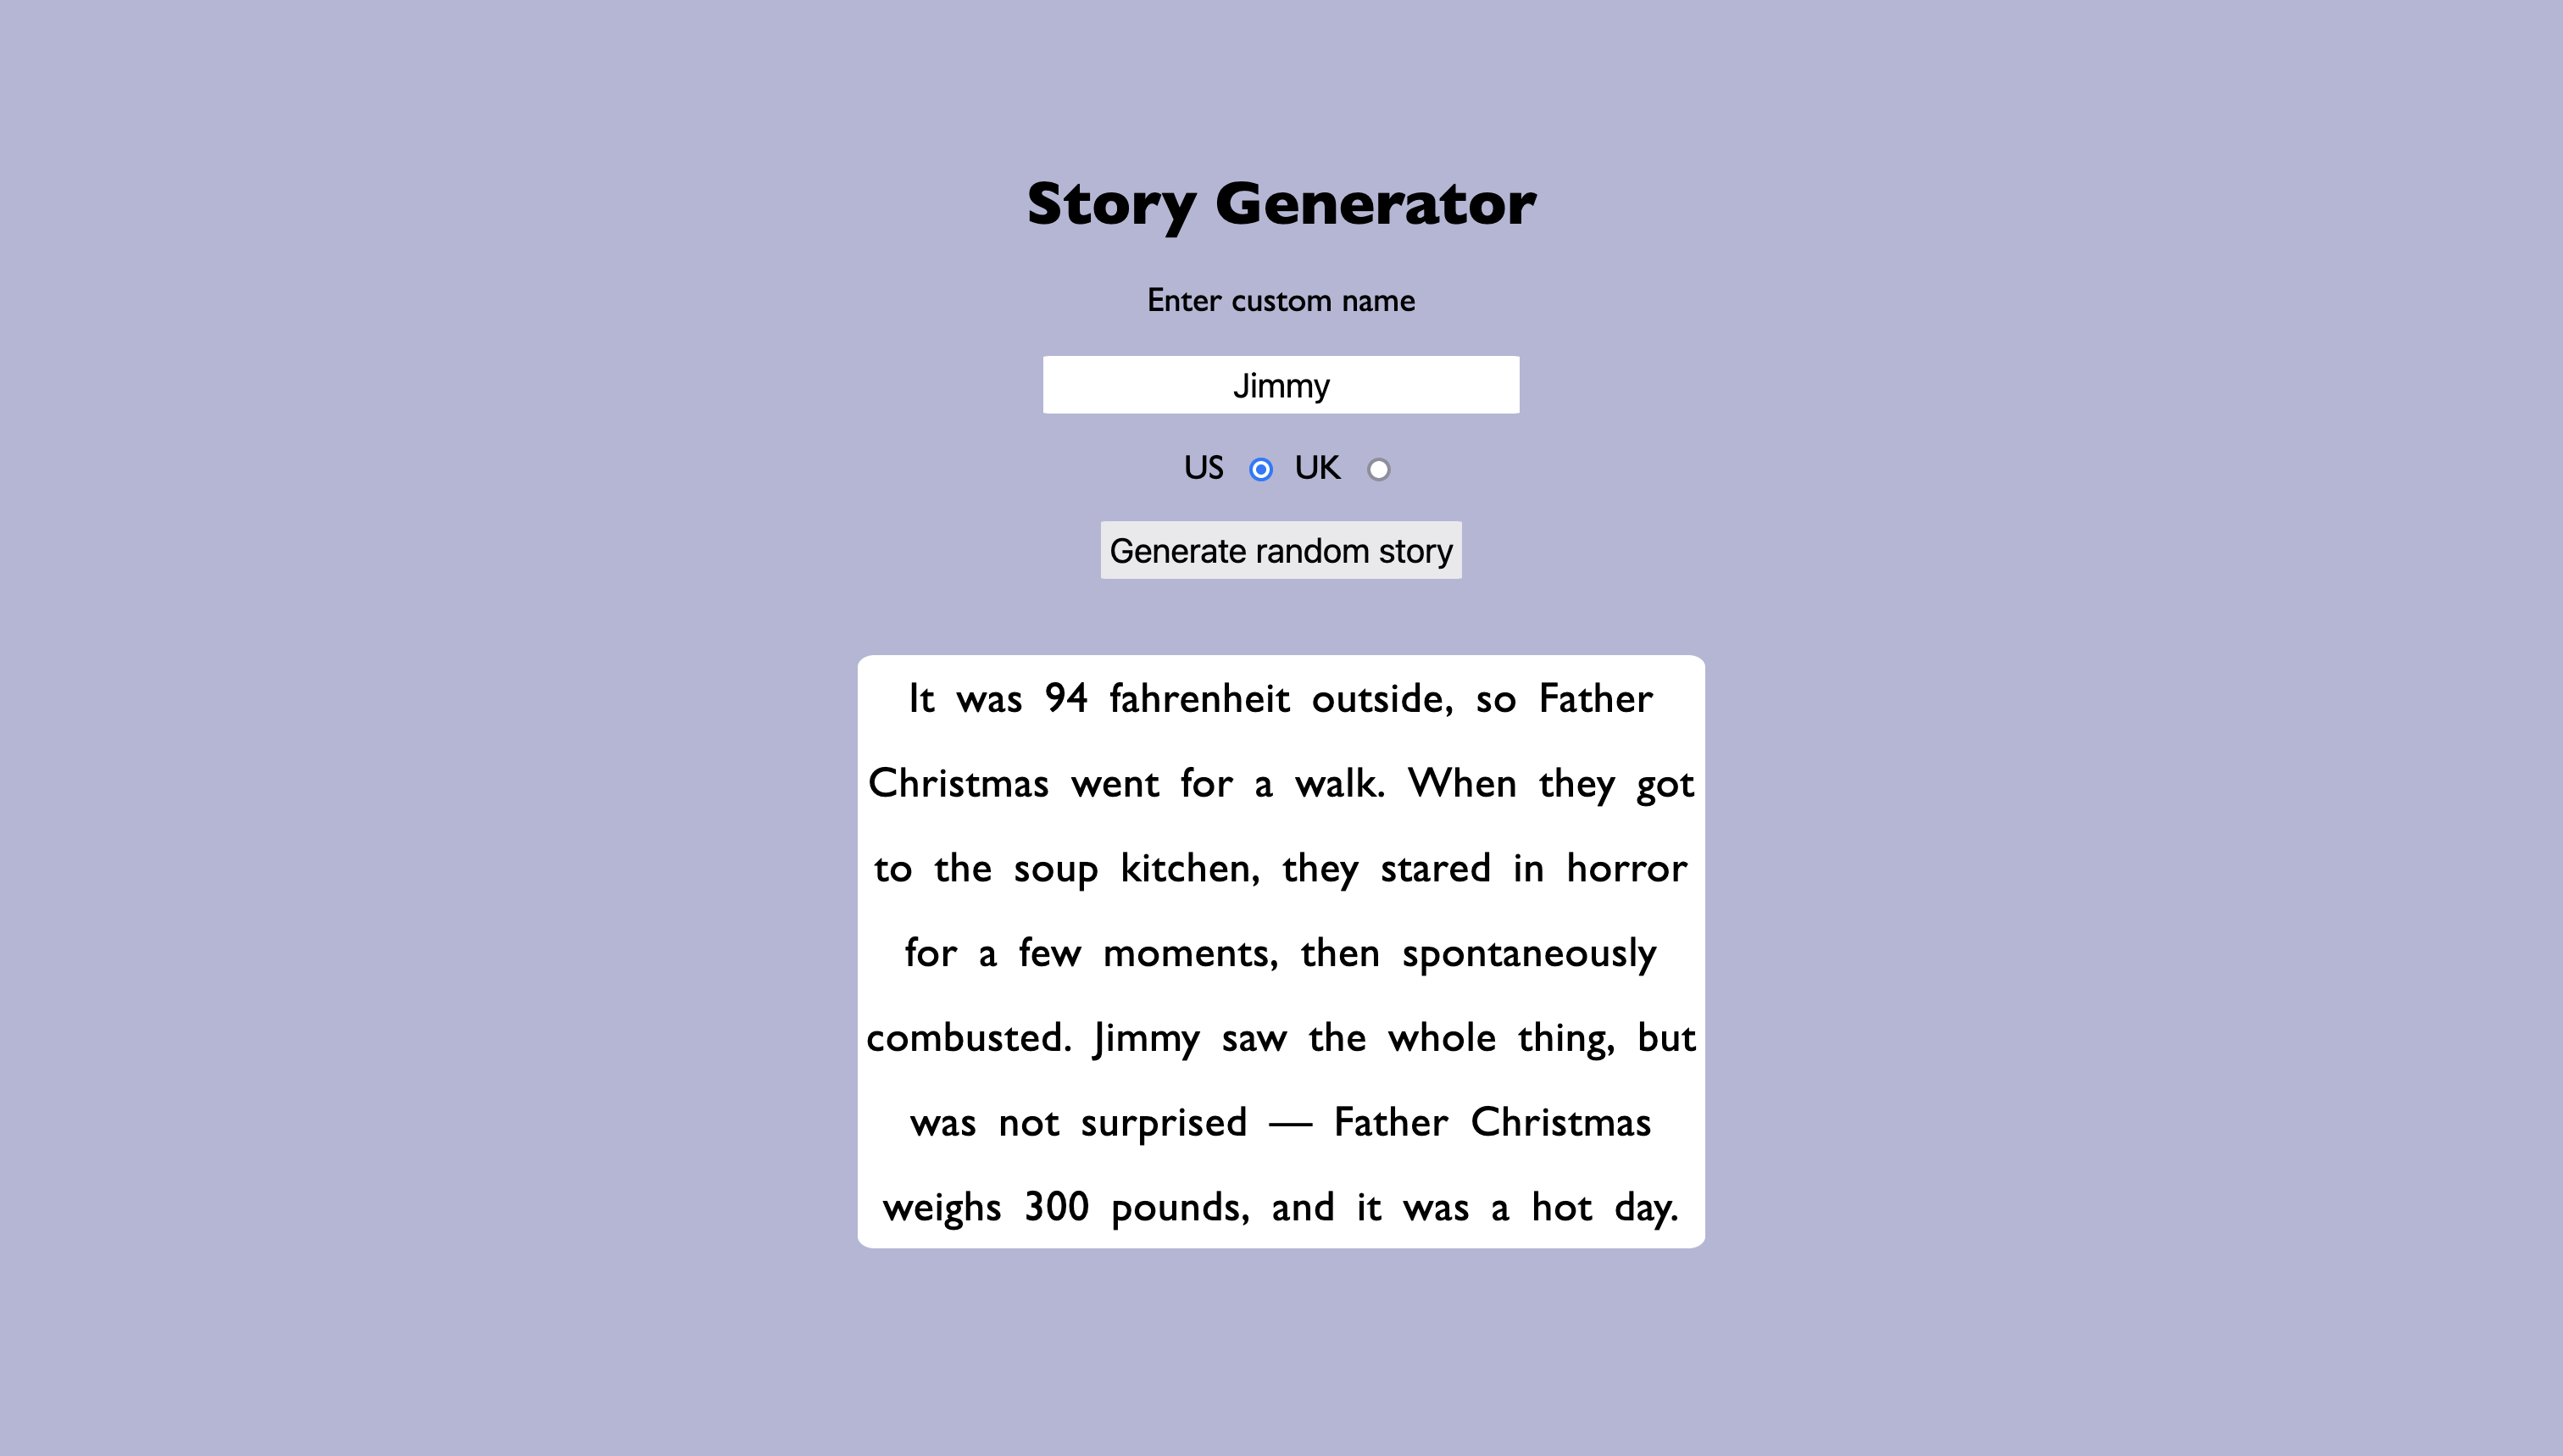 Story Generator
Enter custom name
Jimmy
US UK
Generate random story
It was 94 fahrenheit outside, so Father
Christmas went for a walk. When they got
to the soup kitchen, they stared in horror
for a few moments, then spontaneously
combusted. Jimmy saw the whole thing, but
was not surprised — Father Christmas
weighs 300 pounds, and it was a hot day.